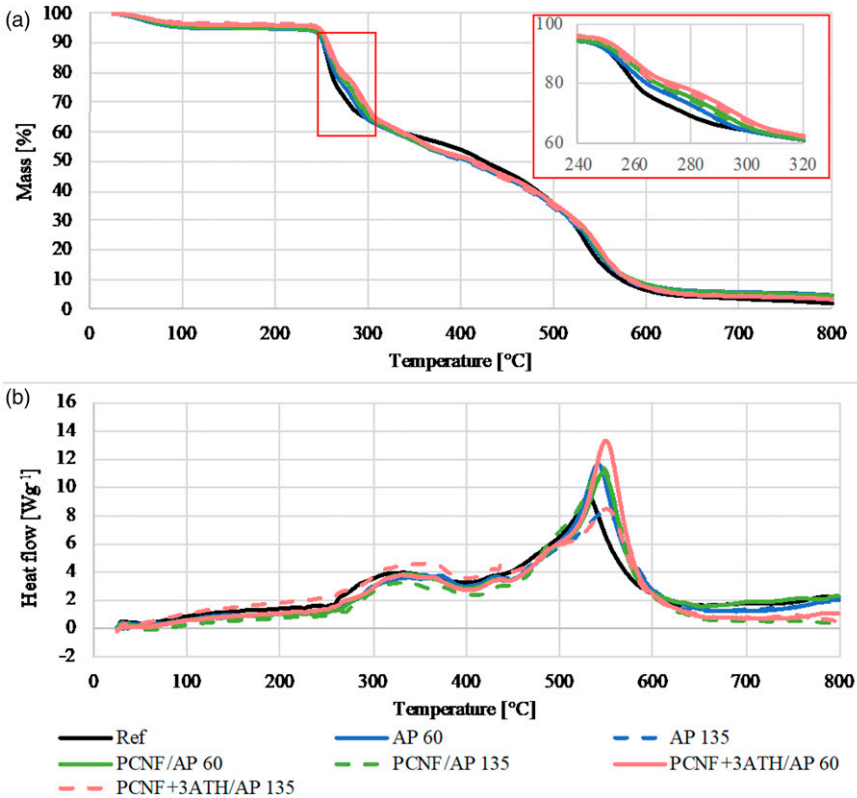 (a)
100
90
80
70
60
50
40
30
20
10
0
Mass [%]
0 100 200 300 400 500 600 700 800
Temperature [°C]
100
80
60
240 260 280 300 320
(b)
16
14
12
10
8
6
4
2
0
-2
Heat flow [Wg⁻¹]
0 100 200 300 400 500 600 700 800
Temperature [°C]
Ref AP 60 AP 135
PCNF/AP 60 PCNF/AP 135 PCNF+3ATH/AP 60
PCNF+3ATH/AP 135